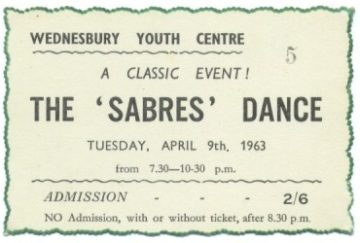 WEDNESBURY YOUTH CENTRE
5
A CLASSIC EVENT!
THE 'SABRES' DANCE
TUESDAY, APRIL 9th, 1963
from 7.30—10-30 p.m.
ADMISSION - - - 2/6
NO Admission, with or without ticket, after 8.30 p.m.